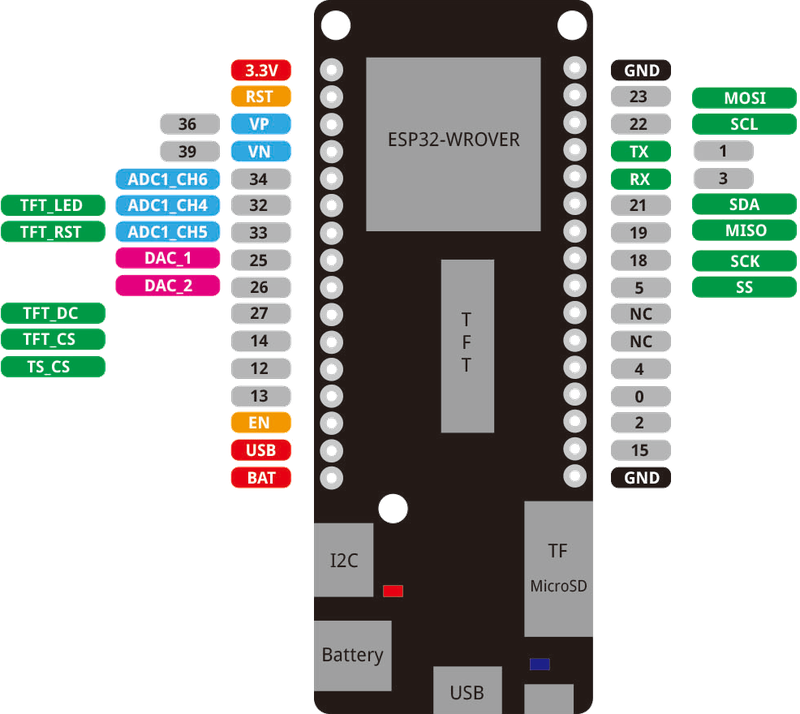 3.3V GND
RST 23 MOSI
36 VP ESP32-WROVER 22 SCL
39 VN TX 1
ADC1_CH6 34 RX 3
TFT_LED ADC1_CH4 32 21 SDA
TFT_RST ADC1_CH5 33 19 MISO
DAC_1 25 18 SCK
DAC_2 26 5 SS
TFT_DC 27 NC
TFT_CS 14 NC
TS_CS 12 4
13 0
EN 2
USB 15
BAT GND
T
F
T
I2C
TF
MicroSD
Battery
USB